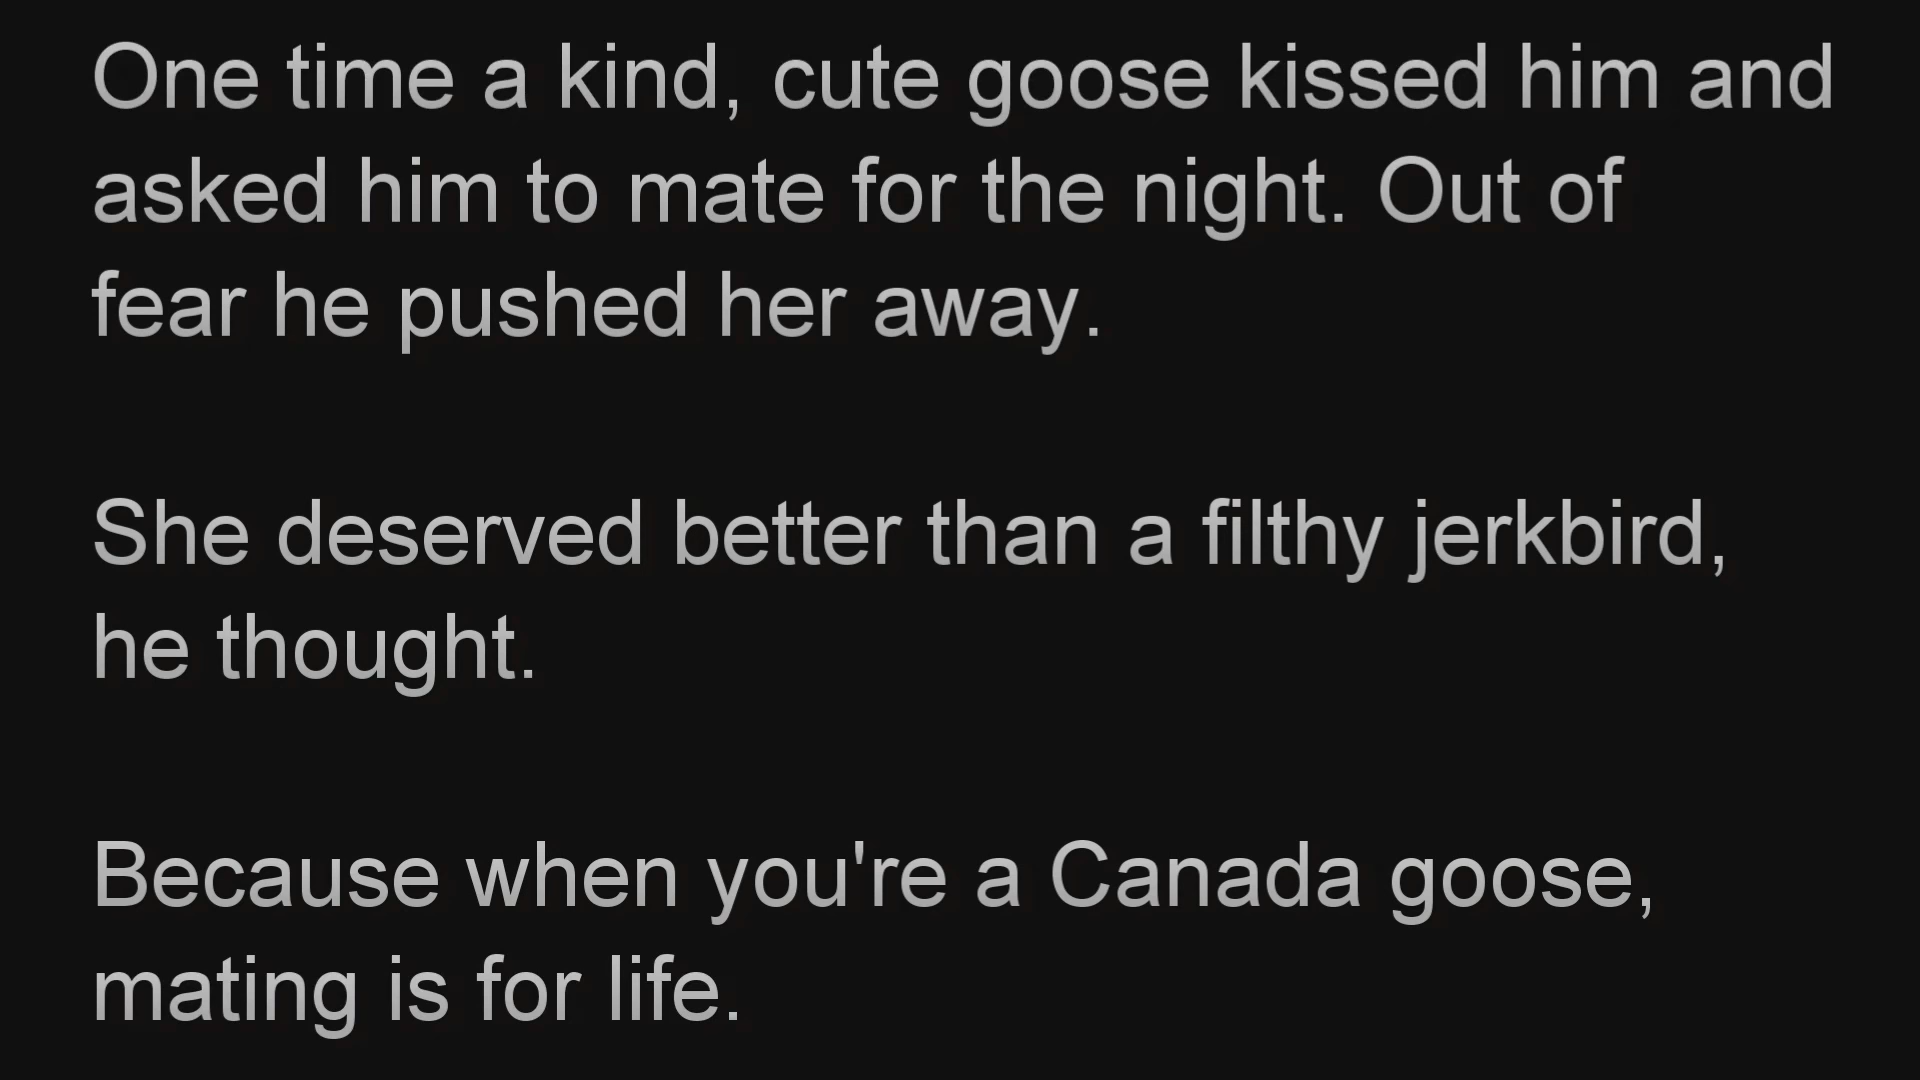 One time a kind, cute goose kissed him and
asked him to mate for the night. Out of
fear he pushed her away.
She deserved better than a filthy jerkbird,
he thought.
Because when you're a Canada goose,
mating is for life.